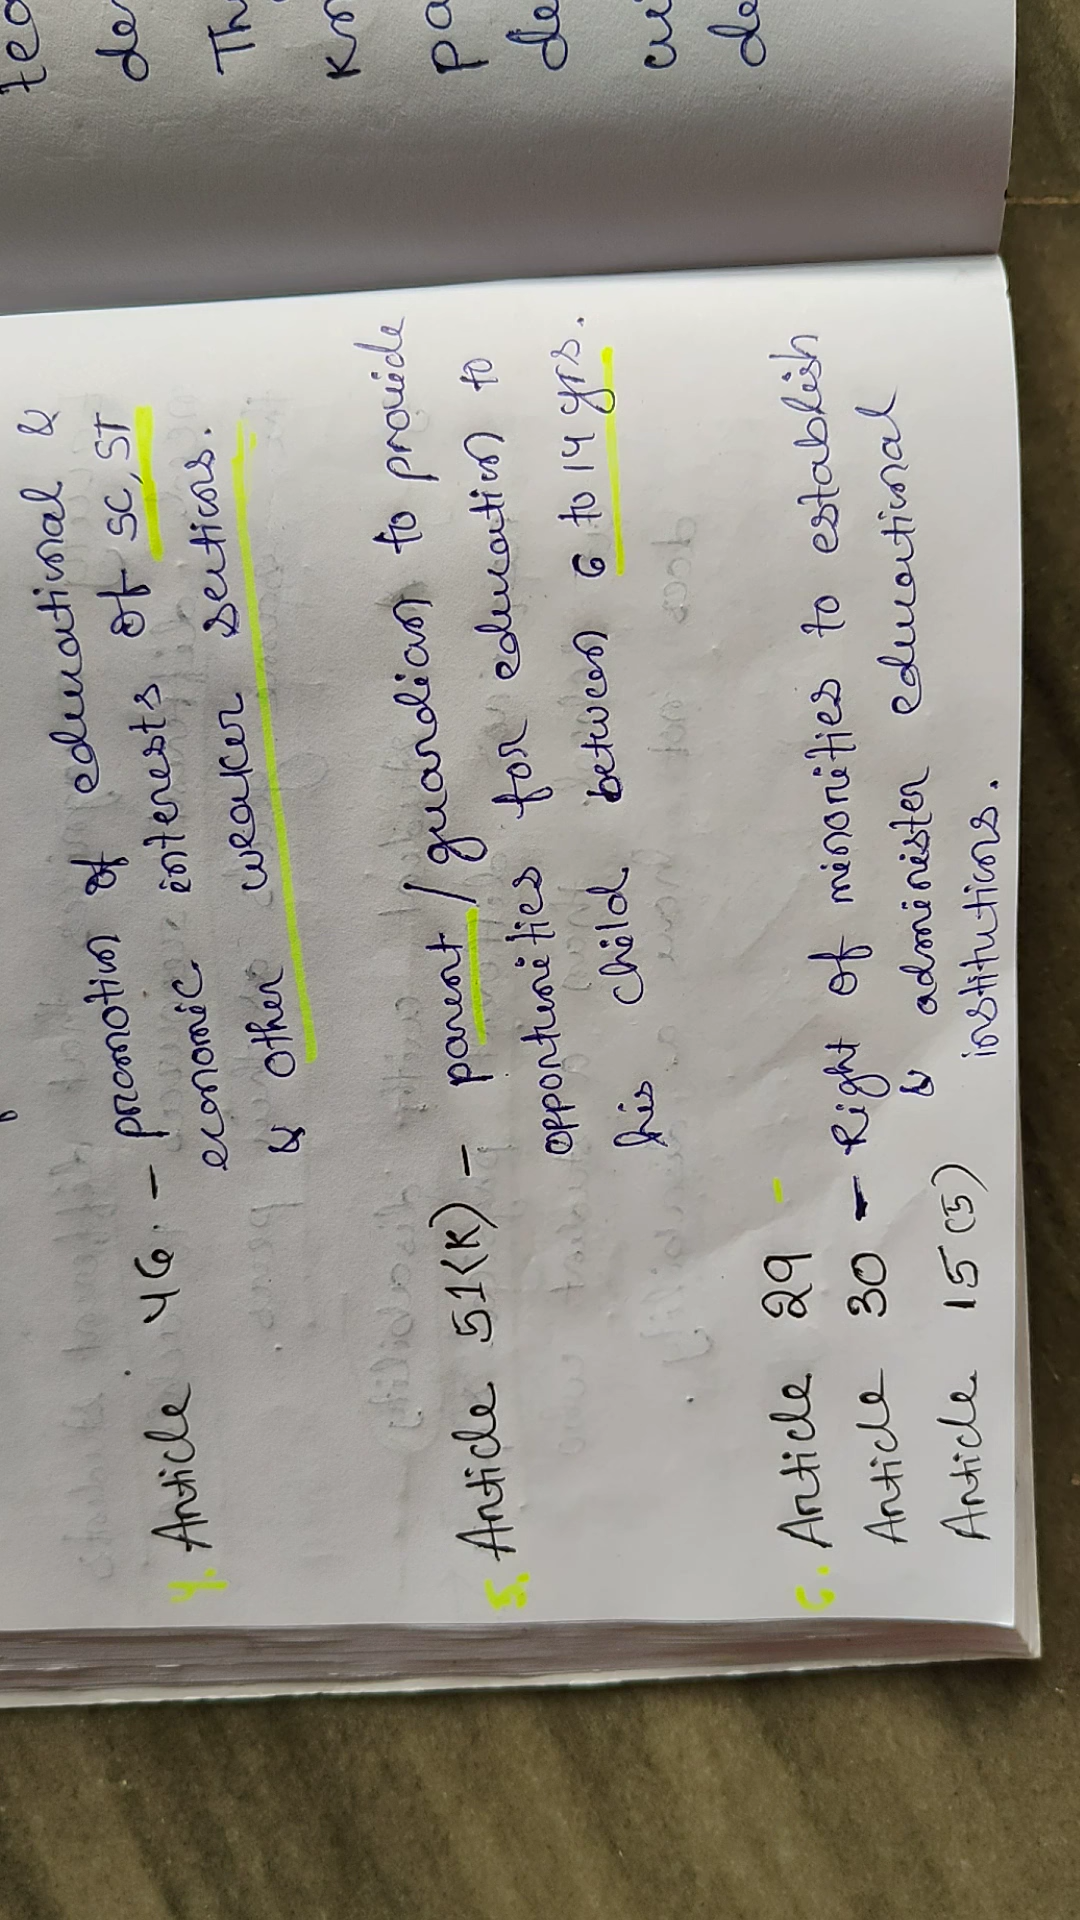 4. Article 46. - promotion of educational &
economic interests of SC, ST
& other weaker sections.
5. Article 51(K) - parent/guardian to provide
opportunities for education to
his child between 6 to 14 yrs.
6. Article 29 -
Article 30 - Right of minorities to establish
& administer educational
Article 15(5) institutions.